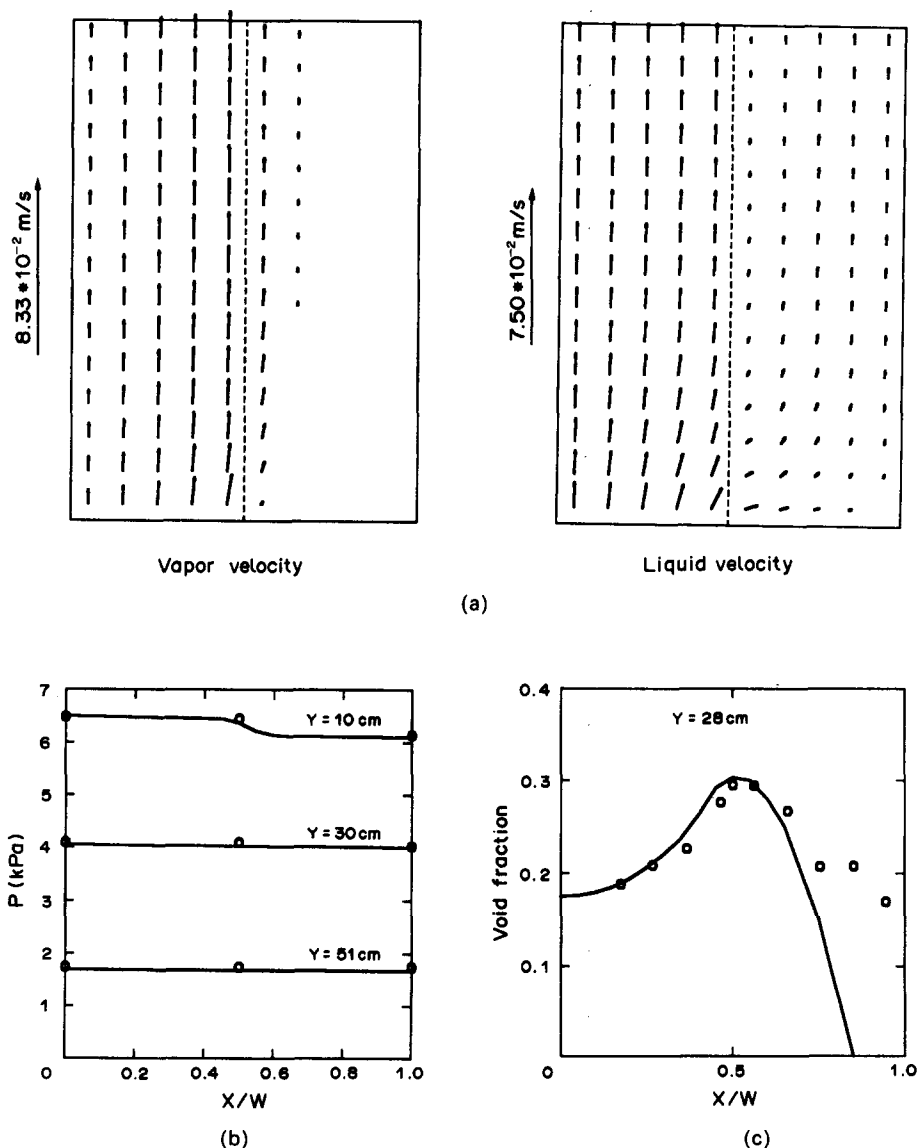 8.33*10⁻² m/s
7.50*10⁻² m/s
Vapor velocity
Liquid velocity
(a)
7
6
5
4
3
2
1
0
P (kPa)
Y = 10 cm
Y = 30 cm
Y = 51 cm
0.2
0.4
0.6
0.8
1.0
X/W
(b)
0.4
0.3
0.2
0.1
0
Void fraction
Y = 28 cm
0.5
1.0
X/W
(c)